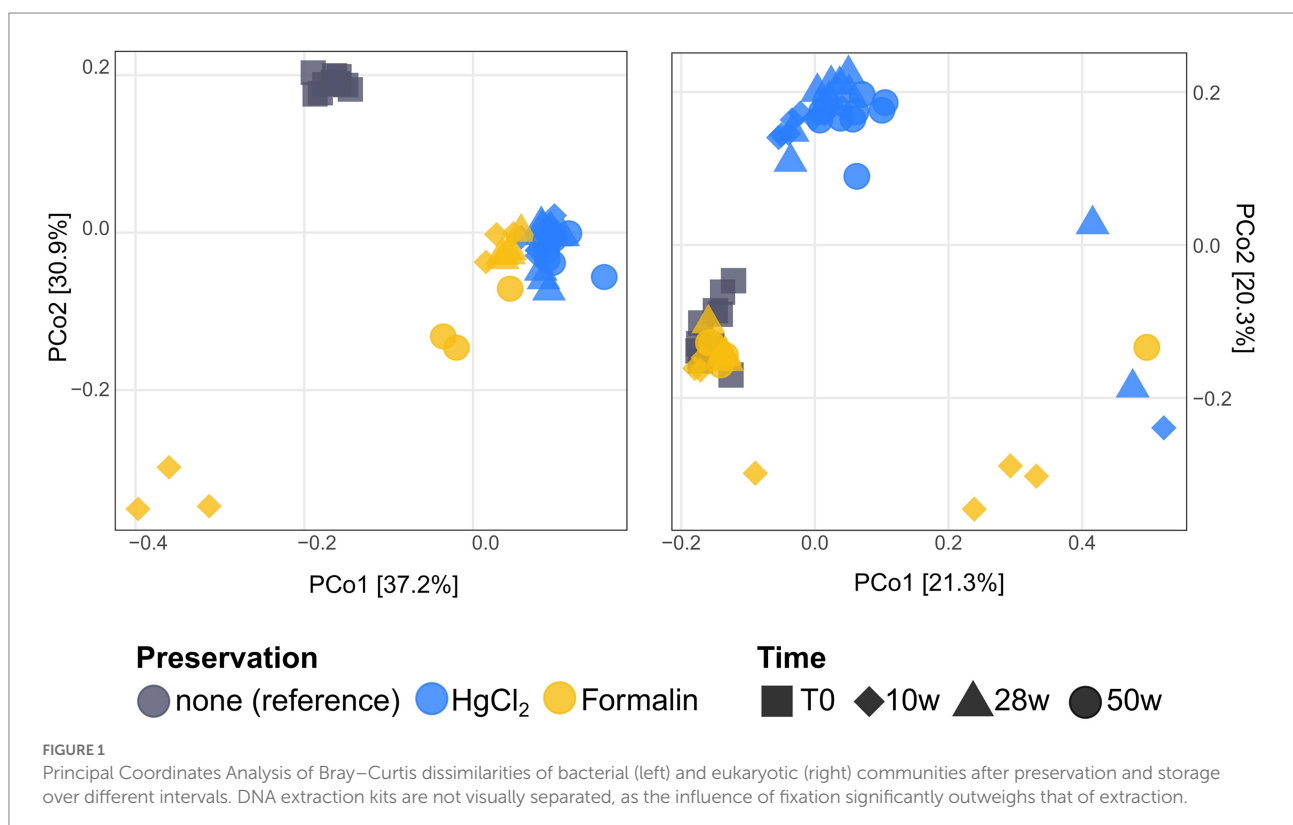 0.2
0.0
−0.2
PCo2 [30.9%]
−0.4
−0.2
0.0
PCo1 [37.2%]
0.2
0.0
−0.2
PCo2 [20.3%]
−0.2
0.0
0.2
0.4
PCo1 [21.3%]
Preservation
none (reference) HgCl₂ Formalin
Time
T0 10w 28w 50w
FIGURE 1
Principal Coordinates Analysis of Bray–Curtis dissimilarities of bacterial (left) and eukaryotic (right) communities after preservation and storage
over different intervals. DNA extraction kits are not visually separated, as the influence of fixation significantly outweighs that of extraction.